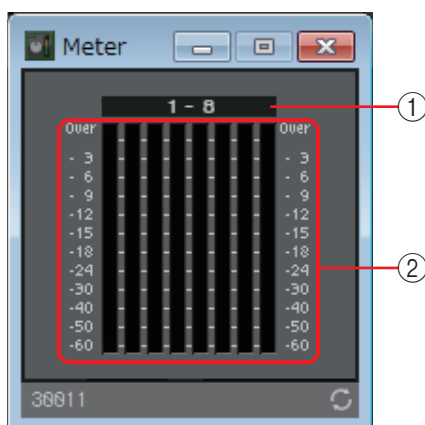 Meter
1 - 8
①
Over Over
- 3 - 3
- 6 - 6
- 9 - 9
-12 -12
-15 -15
-18 -18
-24 -24
②
-30 -30
-40 -40
-50 -50
-60 -60
30011